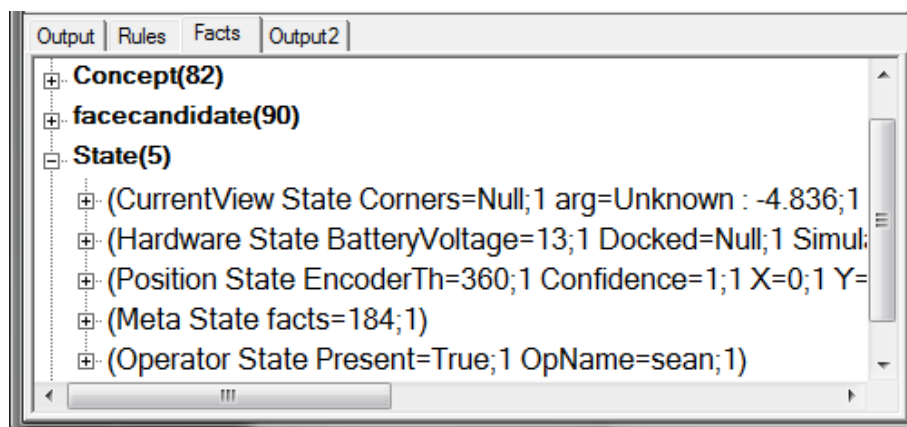 Output Rules Facts Output2
Concept(82)
facecandidate(90)
State(5)
(CurrentView State Corners=Null;1 arg=Unknown : -4.836;1
(Hardware State BatteryVoltage=13;1 Docked=Null;1 Simul
(Position State EncoderTh=360;1 Confidence=1;1 X=0;1 Y=
(Meta State facts=184;1)
(Operator State Present=True;1 OpName=sean;1)